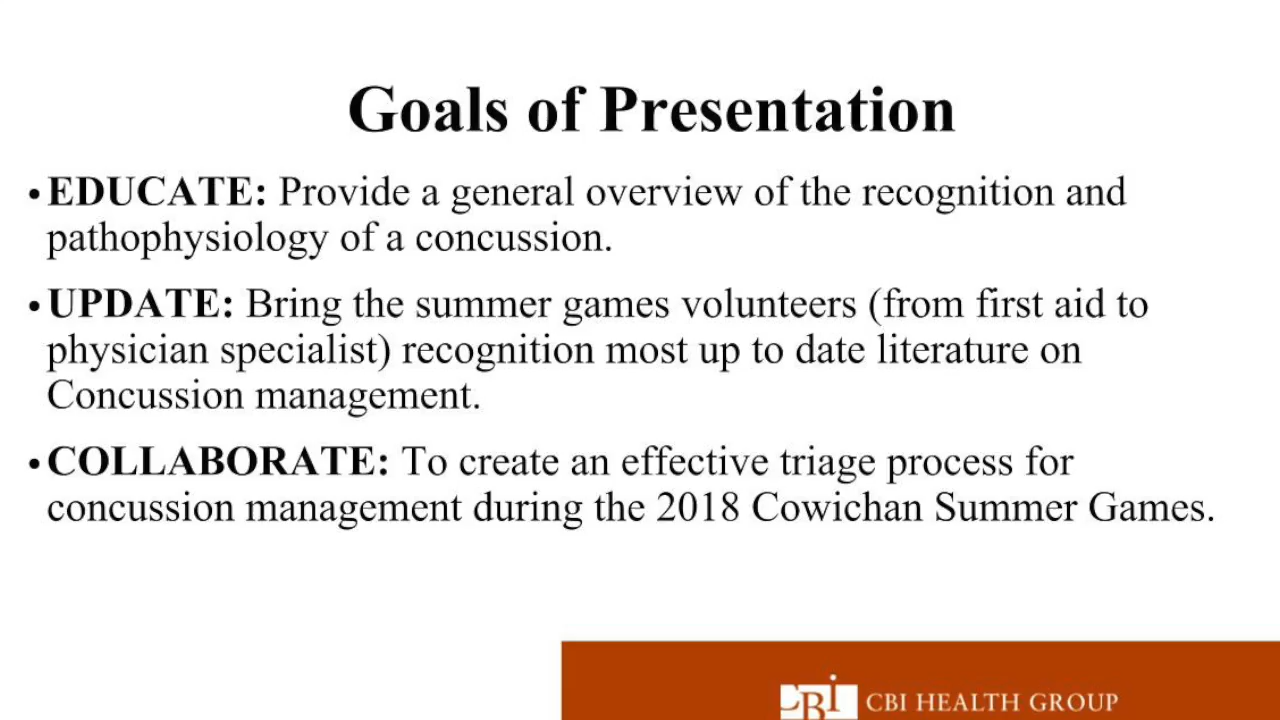 Goals of Presentation
• EDUCATE: Provide a general overview of the recognition and
pathophysiology of a concussion.
• UPDATE: Bring the summer games volunteers (from first aid to
physician specialist) recognition most up to date literature on
Concussion management.
• COLLABORATE: To create an effective triage process for
concussion management during the 2018 Cowichan Summer Games.
CBI CBI HEALTH GROUP